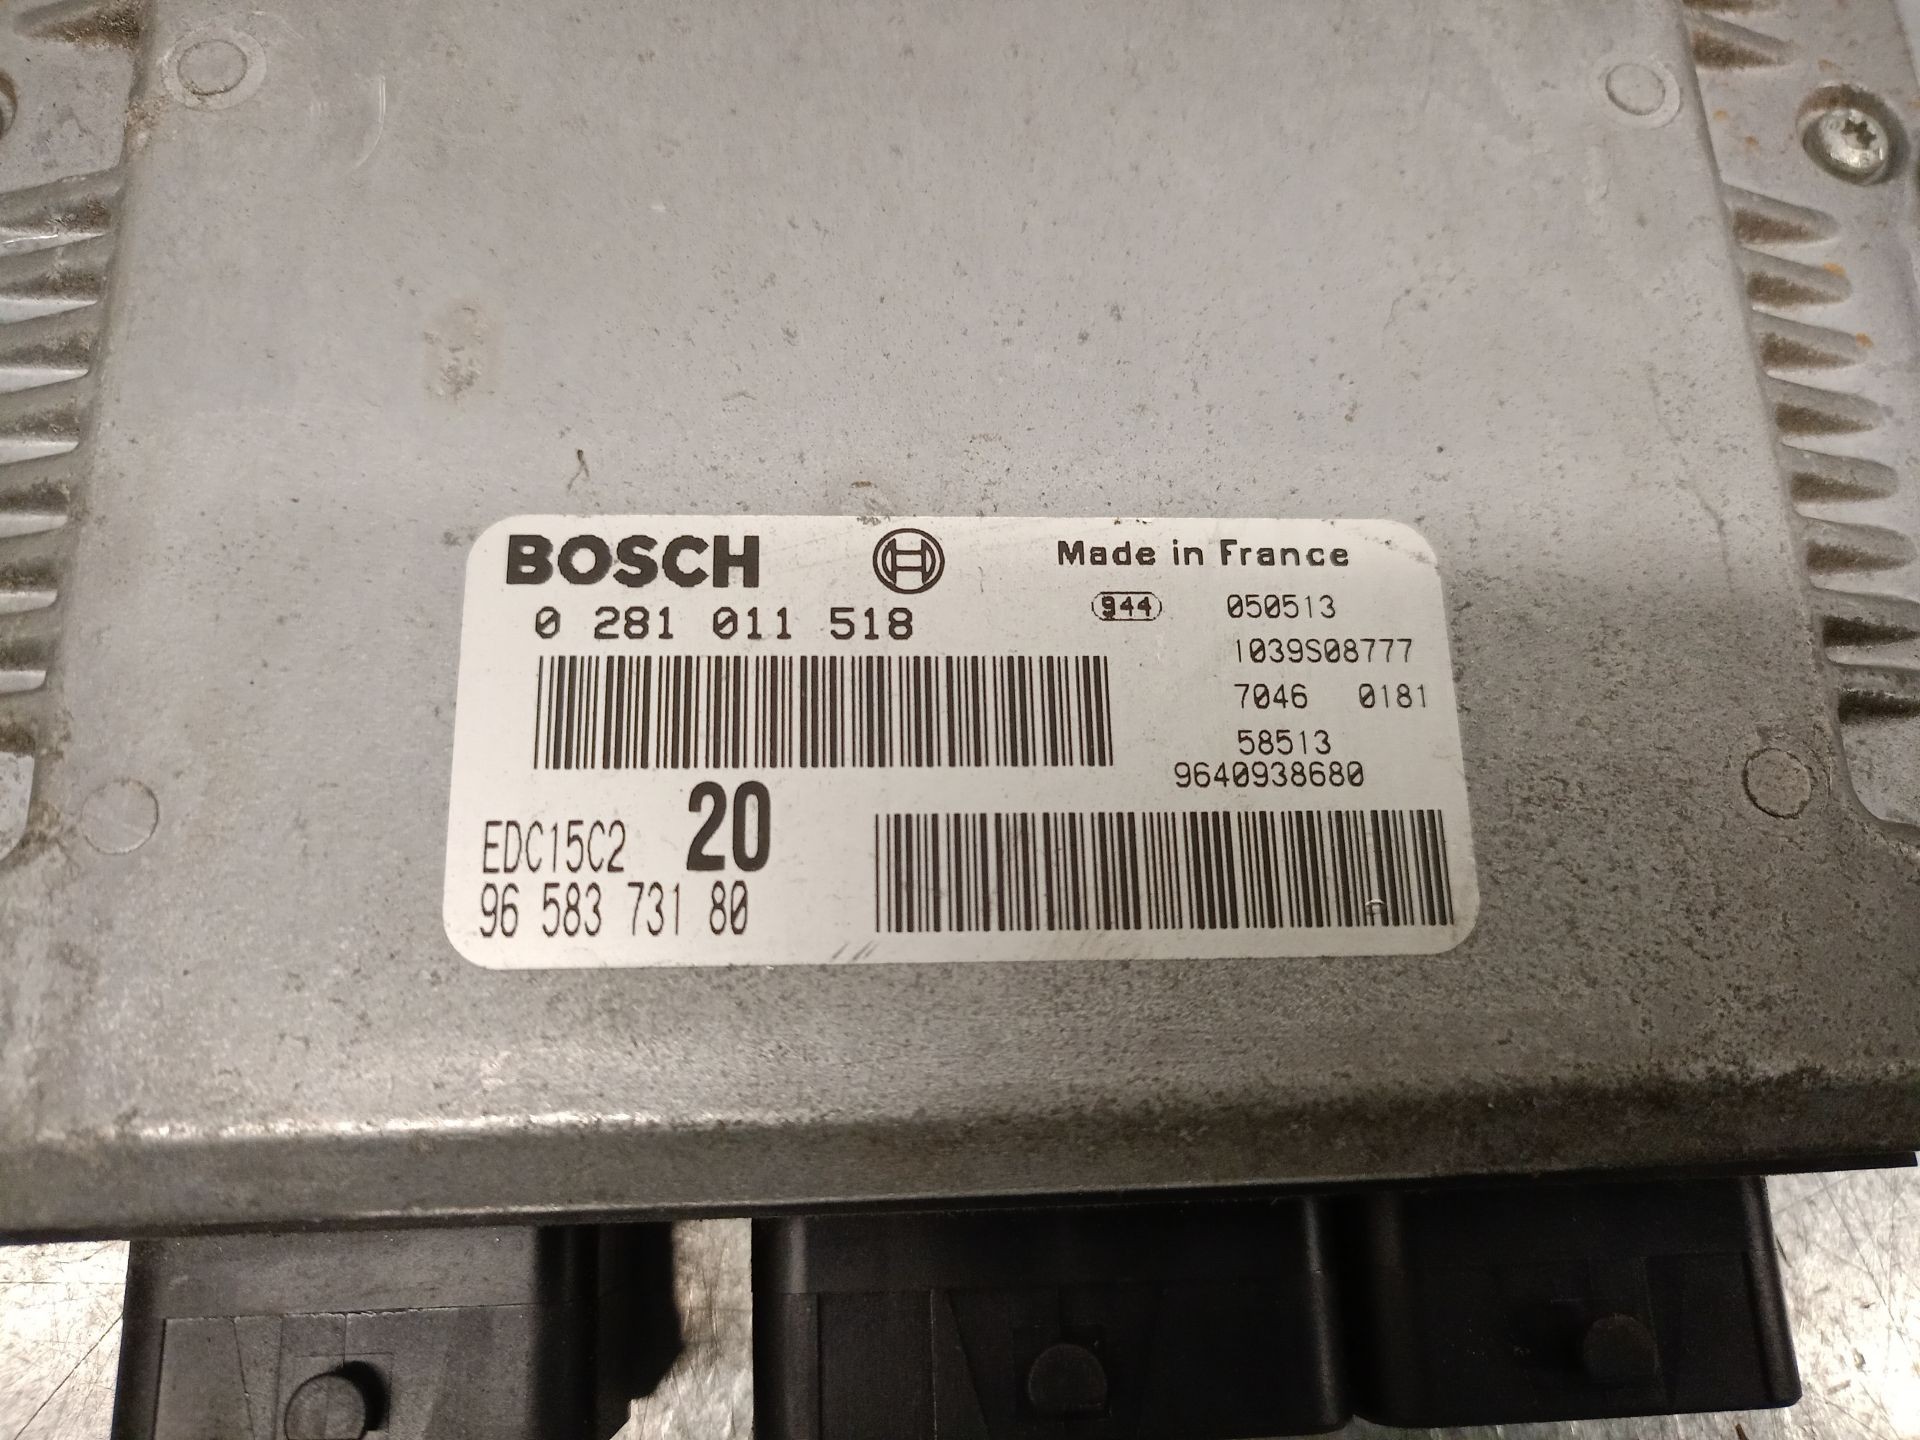 BOSCH
Made in France
0 281 011 518
944 050513
1039S08777
7046 0181
58513
9640938680
EDC15C2 20
96 583 731 80